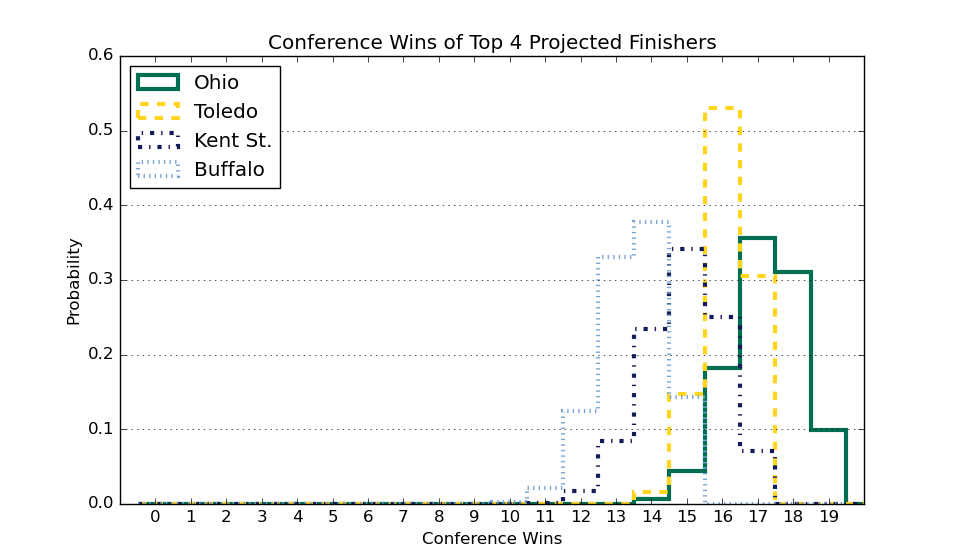 Conference Wins of Top 4 Projected Finishers
0.6
0.5
0.4
0.3
0.2
0.1
0.0
Probability
Ohio
Toledo
Kent St.
Buffalo
0 1 2 3 4 5 6 7 8 9 10 11 12 13 14 15 16 17 18 19
Conference Wins